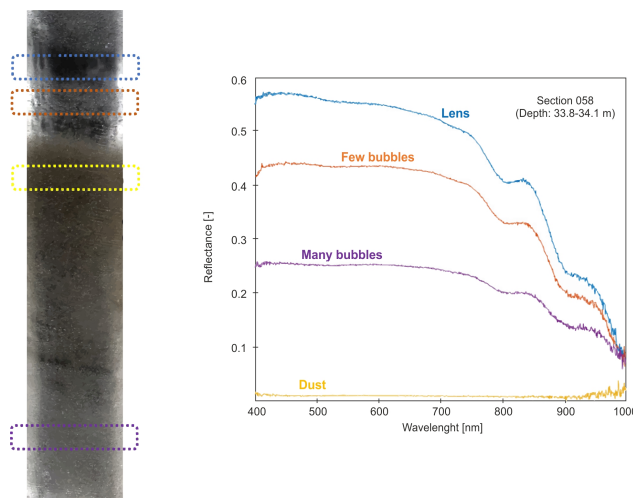 0.6
0.5
0.4
0.3
0.2
0.1
Reflectance [-]
Section 058
(Depth: 33.8-34.1 m)
Lens
Few bubbles
Many bubbles
Dust
400 500 600 700 800 900 1000
Wavelenght [nm]